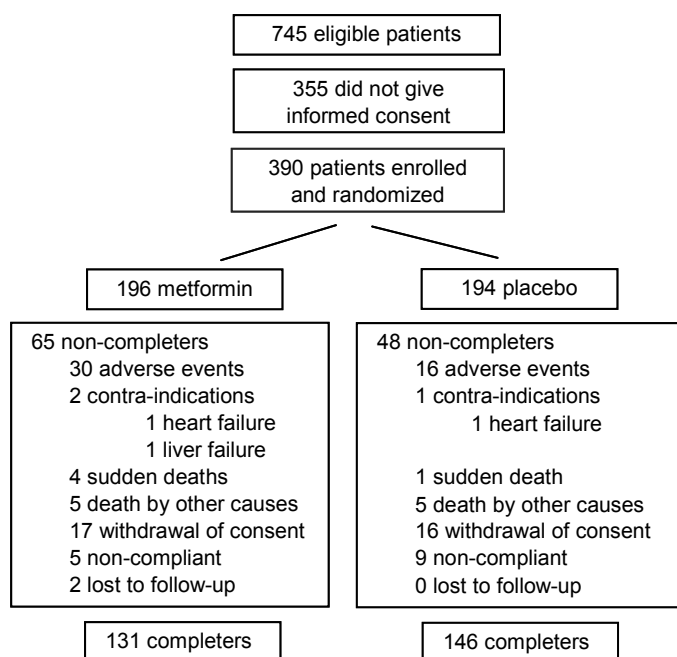 745 eligible patients
355 did not give
informed consent
390 patients enrolled
and randomized
196 metformin
65 non-completers
30 adverse events
2 contra-indications
1 heart failure
1 liver failure
4 sudden deaths
5 death by other causes
17 withdrawal of consent
5 non-compliant
2 lost to follow-up
131 completers
194 placebo
48 non-completers
16 adverse events
1 contra-indications
1 heart failure
1 sudden death
5 death by other causes
16 withdrawal of consent
9 non-compliant
0 lost to follow-up
146 completers